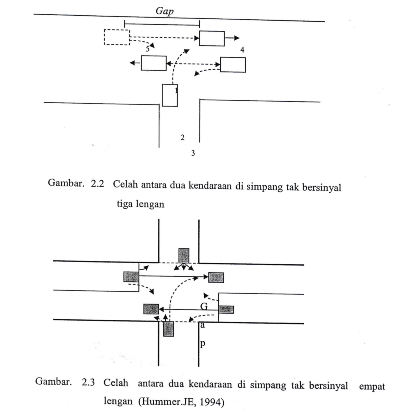 Gap
5
4
1
2
3
Gambar. 2.2 Celah antara dua kendaraan di simpang tak bersinyal
tiga lengan
G
a
p
Gambar. 2.3 Celah antara dua kendaraan di simpang tak bersinyal empat
lengan (Hummer.JE, 1994)